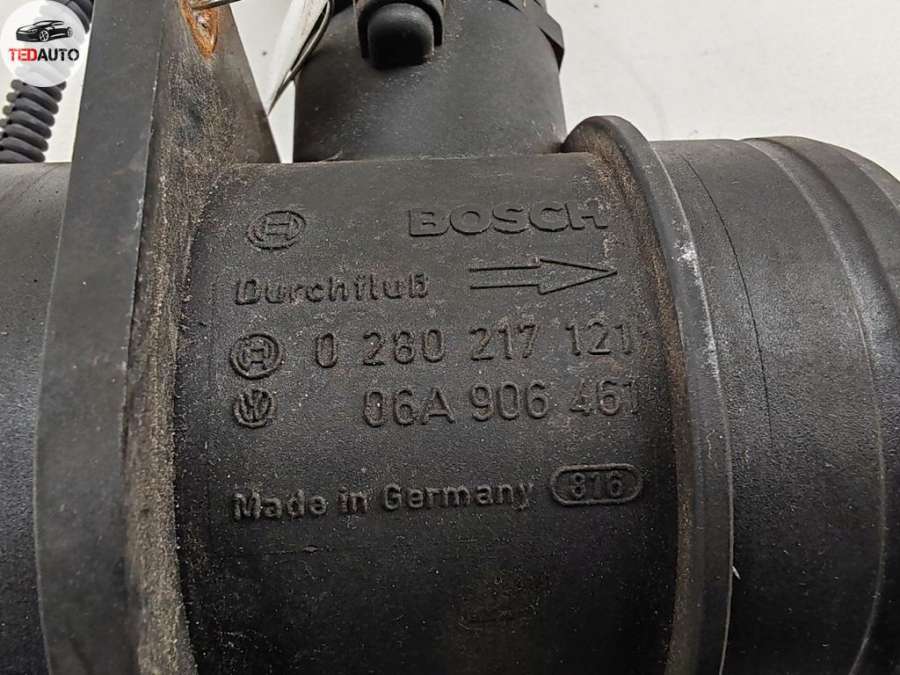 TEDAUTO
BOSCH
Durchfluß
0 280 217 121
06A 906 461
Made in Germany 816